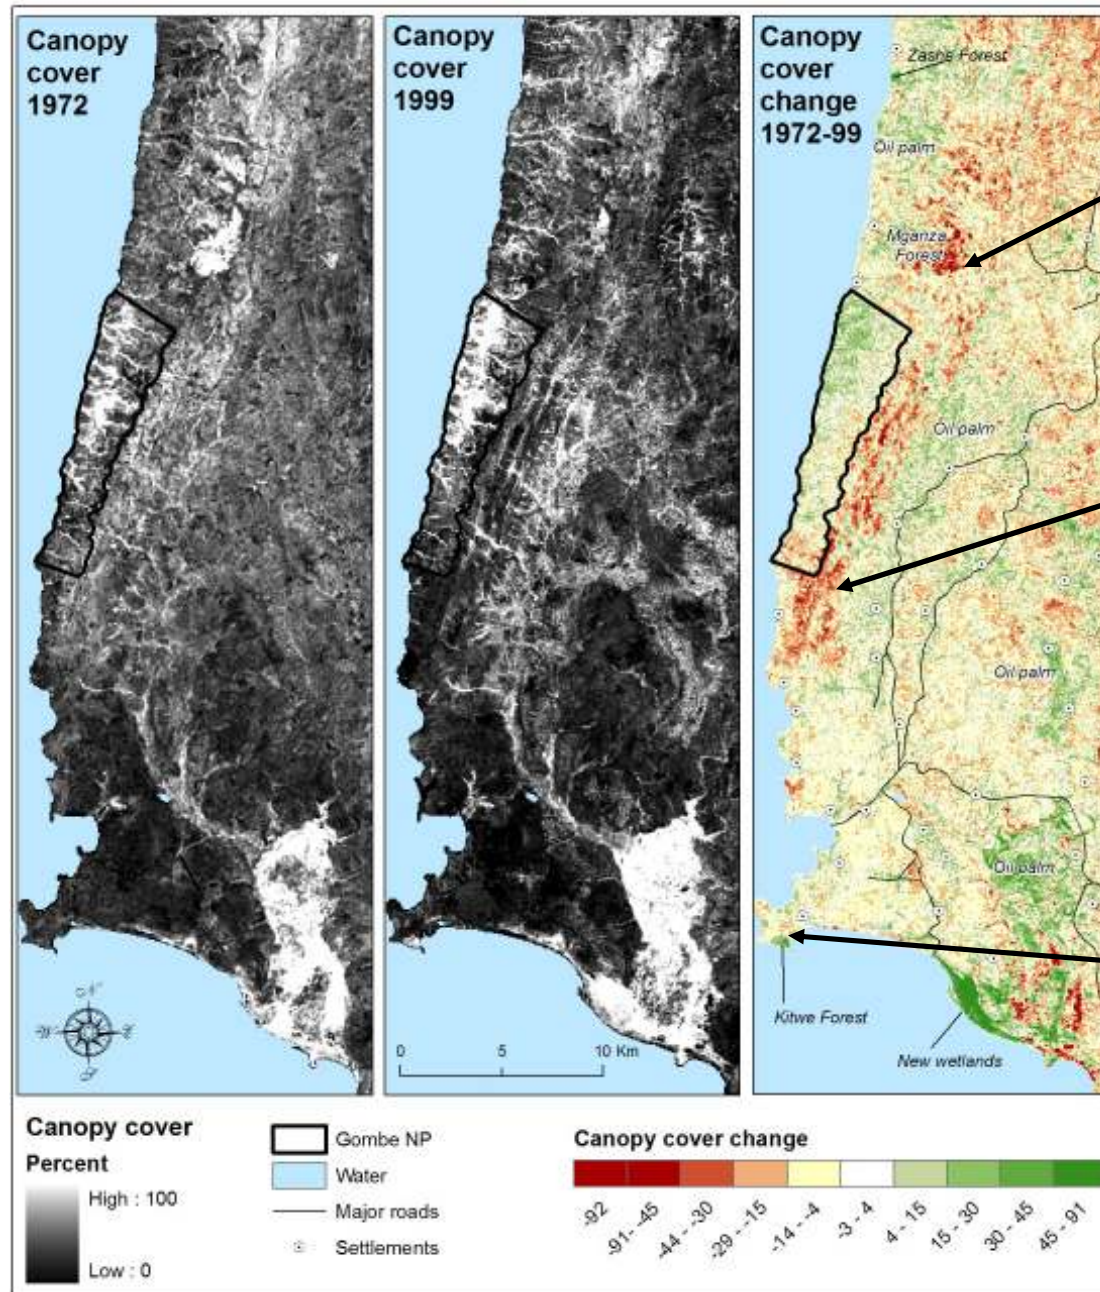 Canopy
cover
1972
Canopy
cover
1999
Canopy
cover
change
1972-99
Zashe Forest
Oil palm
Mganza
Forest
Oil palm
Oil palm
Oil palm
Kitwe Forest
New wetlands
0 5 10 Km
Canopy cover
Percent
High : 100
Low : 0
Gombe NP
Water
Major roads
Settlements
Canopy cover change
-92
-91 - -45
-44 - -30
-29 - -15
-14 - -4
-3 - 4
4 - 15
15 - 30
30 - 45
45 - 91